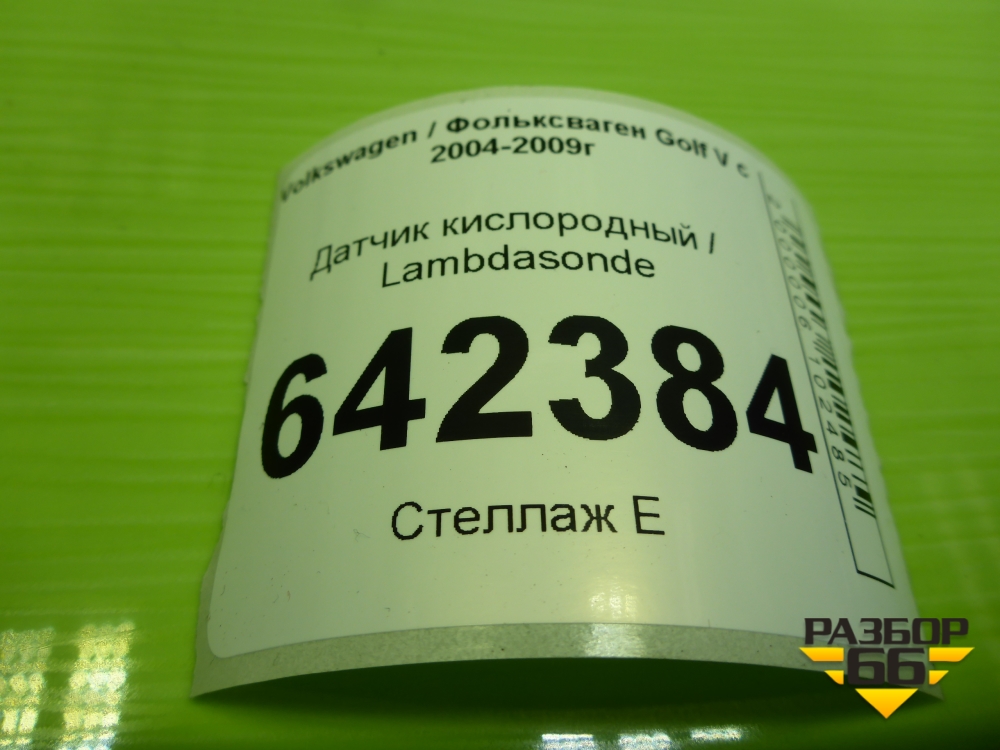 Volkswagen / Фольксваген Golf V с
2004-2009г
Датчик кислородный /
Lambdasonde
642384
Стеллаж Е
РАЗБОР
66